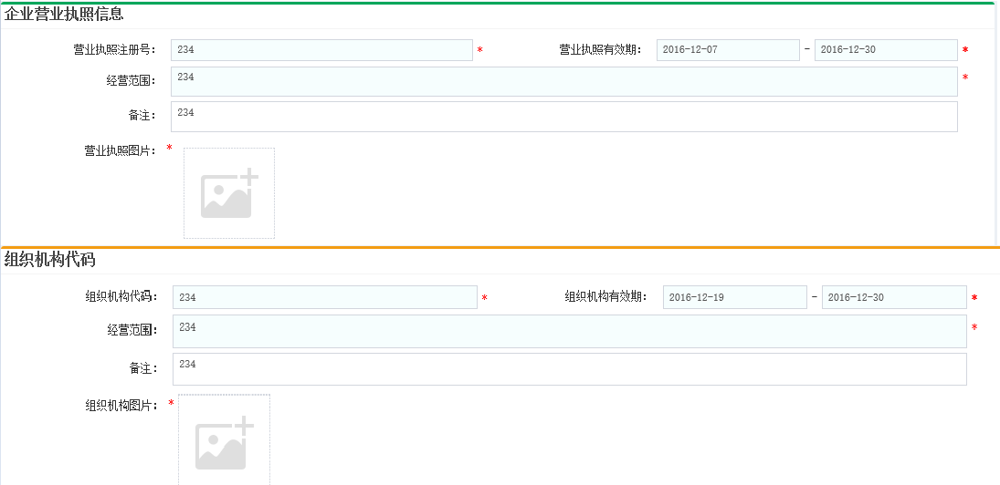 企业营业执照信息
营业执照注册号： 234 * 营业执照有效期： 2016-12-07 - 2016-12-30 *
经营范围： 234 *
备注： 234
营业执照图片： *
组织机构代码
组织机构代码： 234 * 组织机构有效期： 2016-12-19 - 2016-12-30 *
经营范围： 234 *
备注： 234
组织机构图片： *